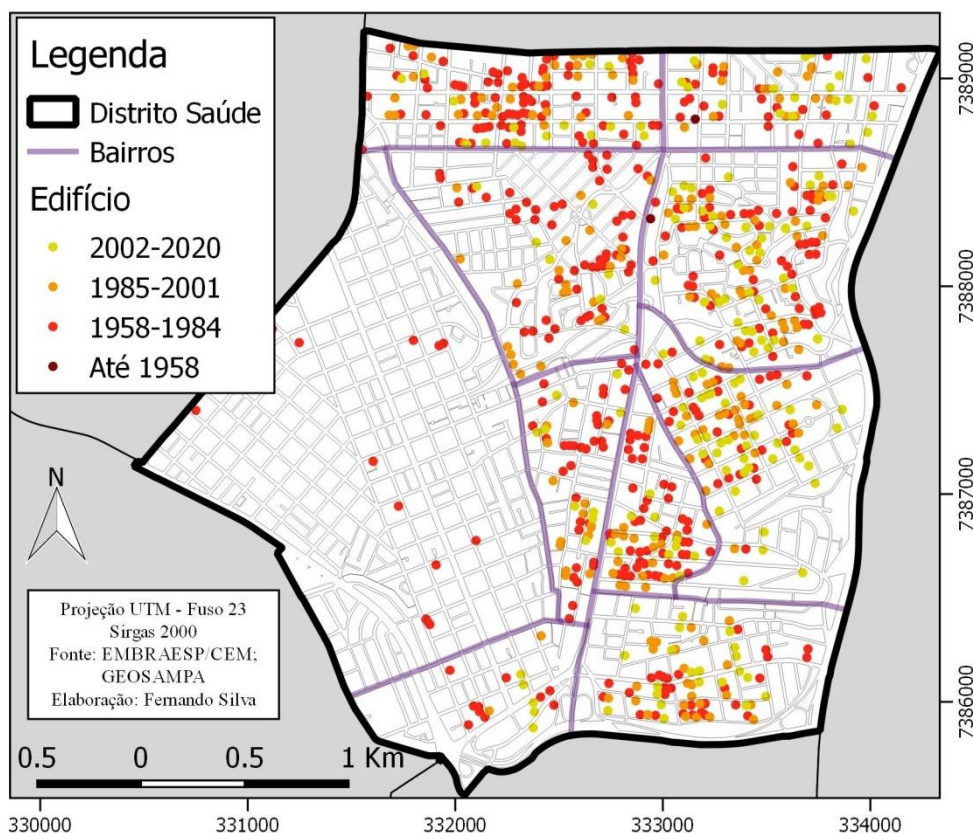 Legenda
Distrito Saúde
Bairros
Edifício
2002-2020
1985-2001
1958-1984
Até 1958
N
Projeção UTM - Fuso 23
Sirgas 2000
Fonte: EMBRAESP/CEM;
GEOSAMPA
Elaboração: Fernando Silva
0.5 0 0.5 1 Km
330000 331000 332000 333000 334000
7389000
7388000
7387000
7386000